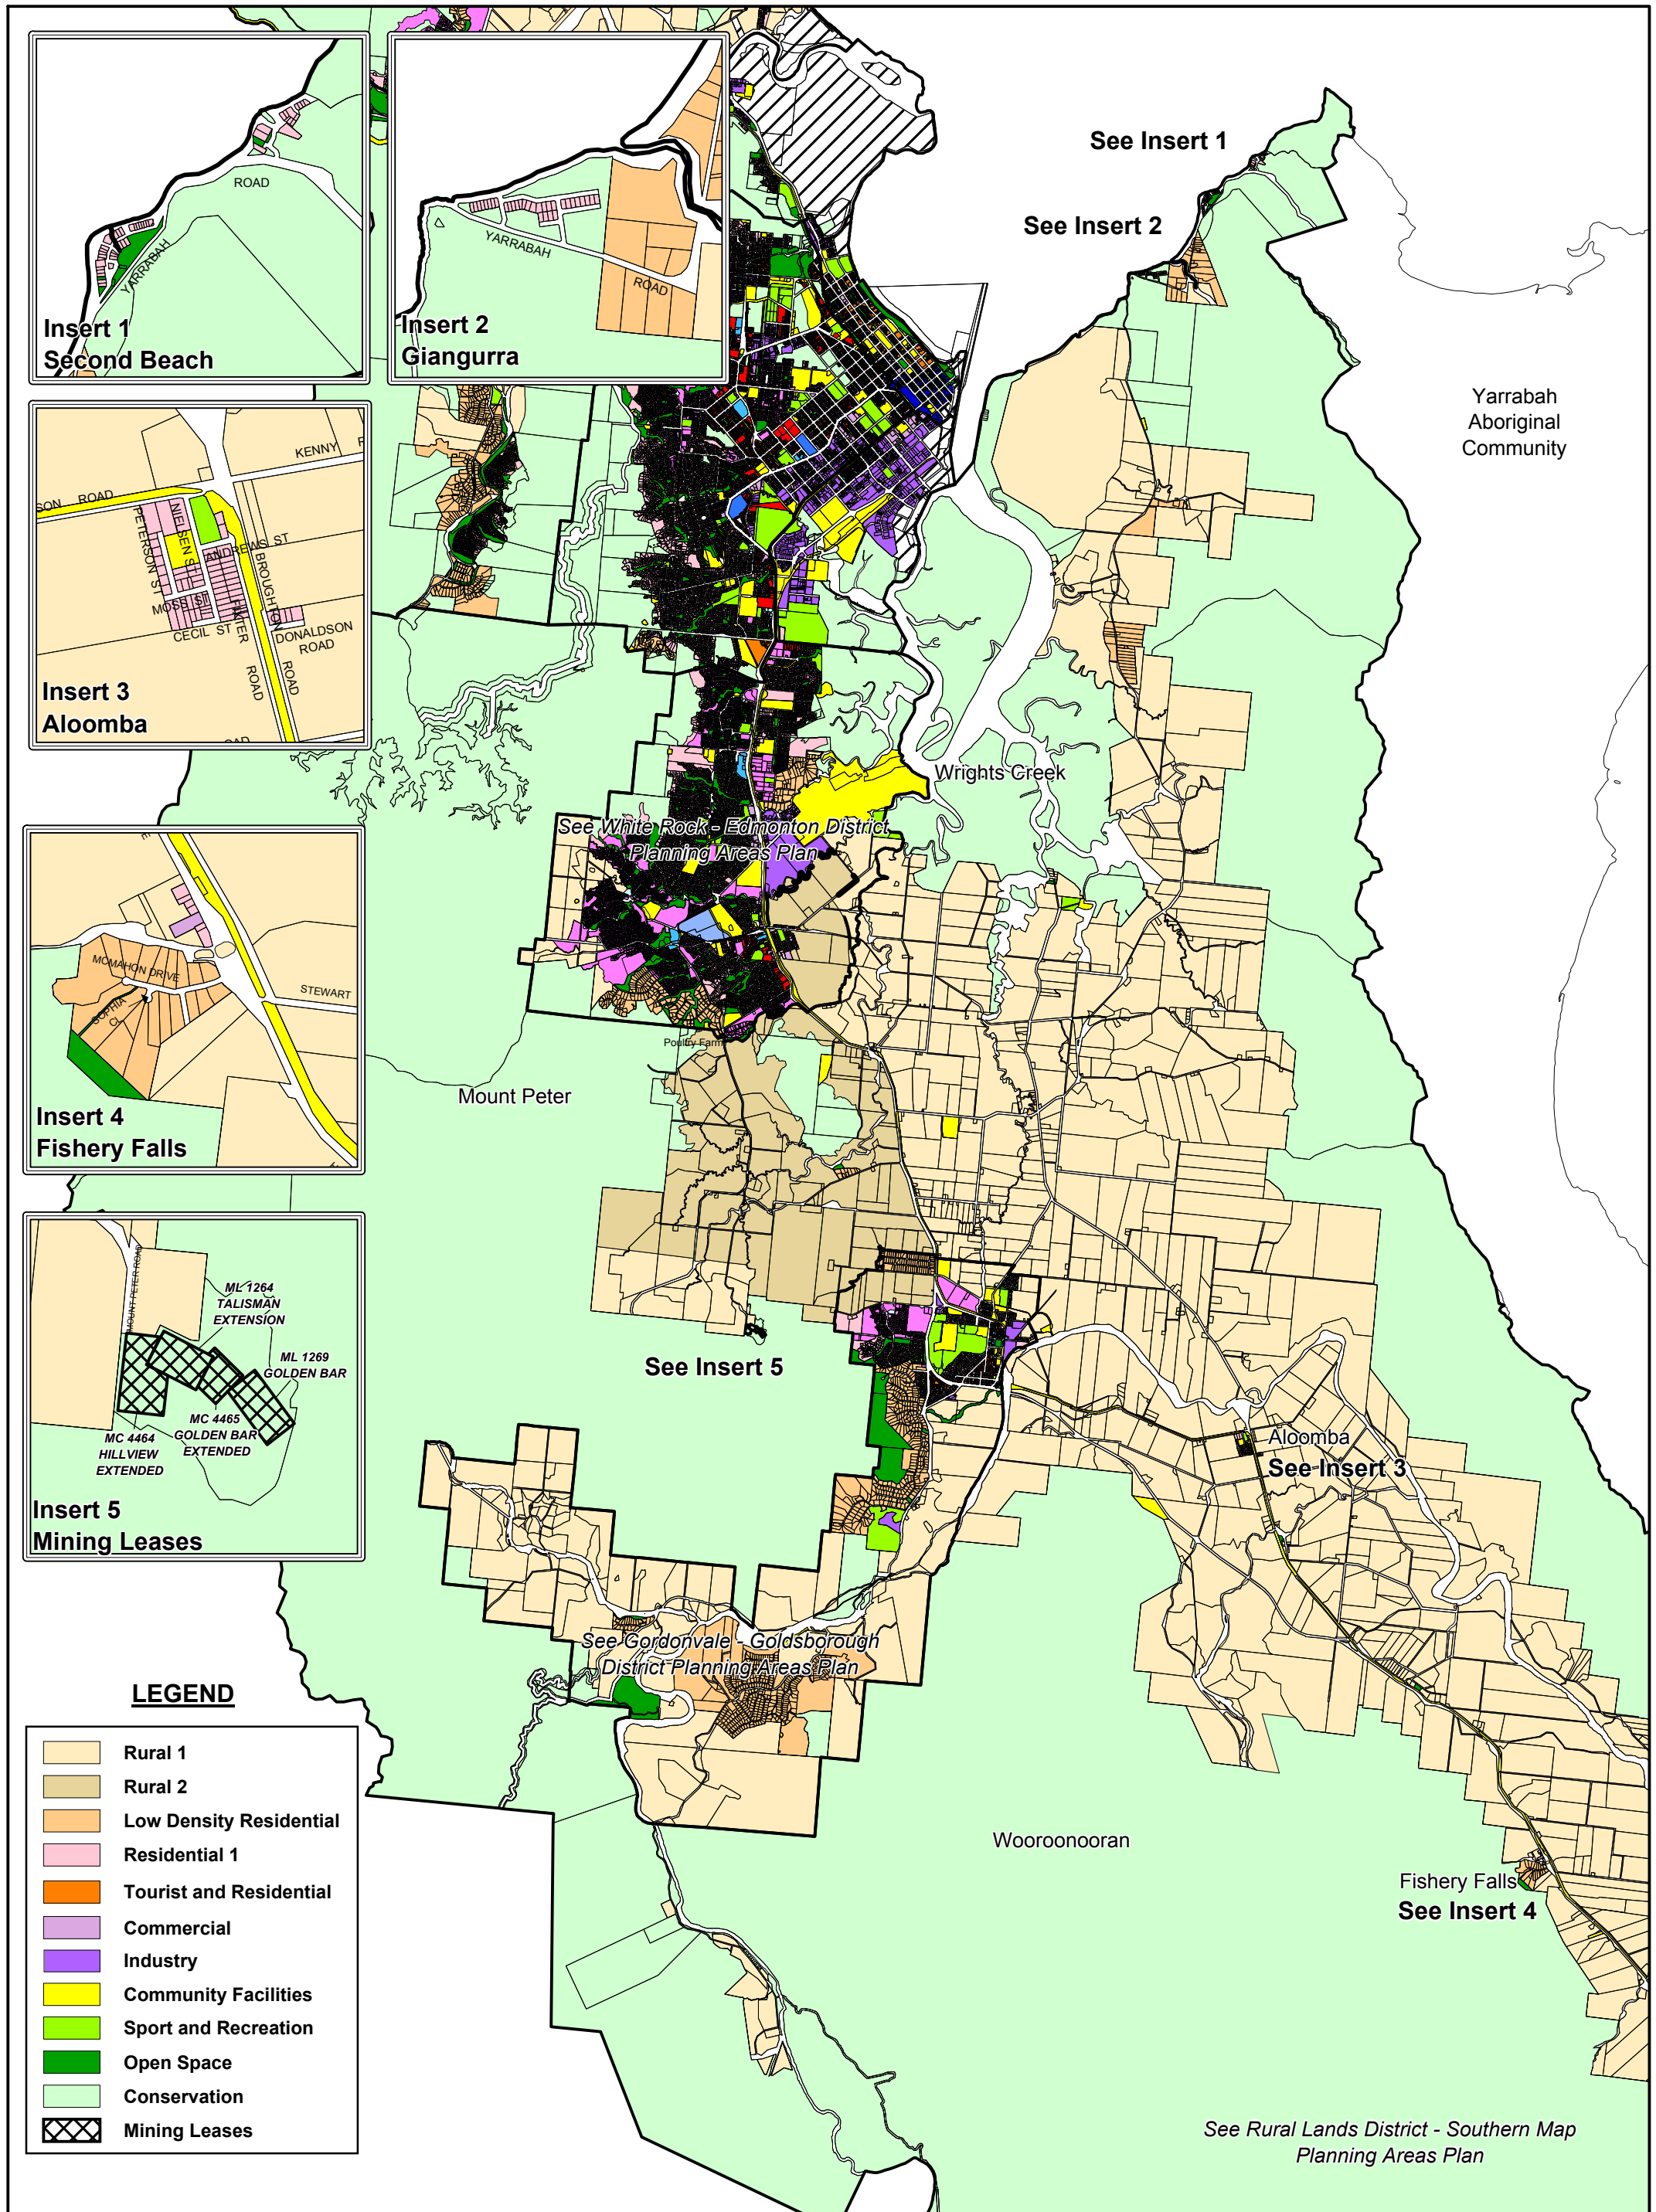 See Insert 1
See Insert 2
Yarrabah
Aboriginal
Community
ROAD
YARRABAH
Insert 1
Second Beach
YARRABAH
ROAD
Insert 2
Giangurra
KENNY
ROAD
PETERSON ST
NIELSEN S
ANDREWS ST
BROUGHTON
ROAD
MOSS ST
CECIL ST
ROAD
DONALDSON
ROAD
Insert 3
Aloomba
Wrights Creek
See White Rock - Edmonton District
Planning Areas Plan
MCMAHON DRIVE
SOPHIA
CL
STEWART
Insert 4
Fishery Falls
Poultry Farm
Mount Peter
MOUNT PETER ROAD
ML 1264
TALISMAN
EXTENSION
ML 1269
GOLDEN BAR
MC 4465
GOLDEN BAR
EXTENDED
MC 4464
HILLVIEW
EXTENDED
Insert 5
Mining Leases
See Insert 5
Aloomba
See Insert 3
See Gordonvale - Goldsborough
District Planning Areas Plan
LEGEND
Rural 1
Rural 2
Low Density Residential
Residential 1
Tourist and Residential
Commercial
Industry
Community Facilities
Sport and Recreation
Open Space
Conservation
Mining Leases
Wooroonooran
Fishery Falls
See Insert 4
See Rural Lands District - Southern Map
Planning Areas Plan